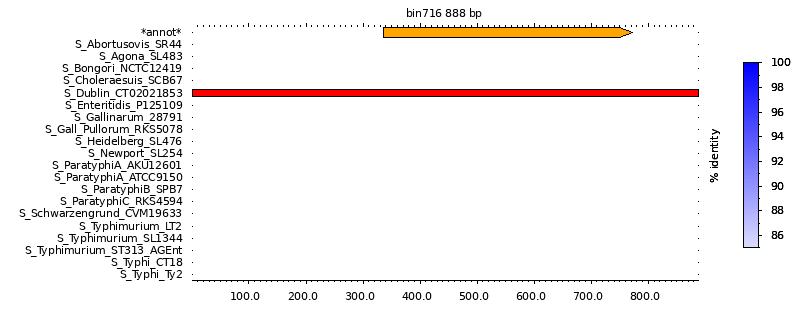 bin716 888 bp
*annot*
S_Abortusovis_SR44
S_Agona_SL483
S_Bongori_NCTC12419
S_Choleraesuis_SCB67
S_Dublin_CT02021853
S_Enteritidis_P125109
S_Gallinarum_28791
S_Gall_Pullorum_RKS5078
S_Heidelberg_SL476
S_Newport_SL254
S_ParatyphiA_AKU12601
S_ParatyphiA_ATCC9150
S_ParatyphiB_SPB7
S_ParatyphiC_RKS4594
S_Schwarzengrund_CVM19633
S_Typhimurium_LT2
S_Typhimurium_SL1344
S_Typhimurium_ST313_AGEnt
S_Typhi_CT18
S_Typhi_Ty2
100.0 200.0 300.0 400.0 500.0 600.0 700.0 800.0
% identity
100
98
96
94
92
90
88
86